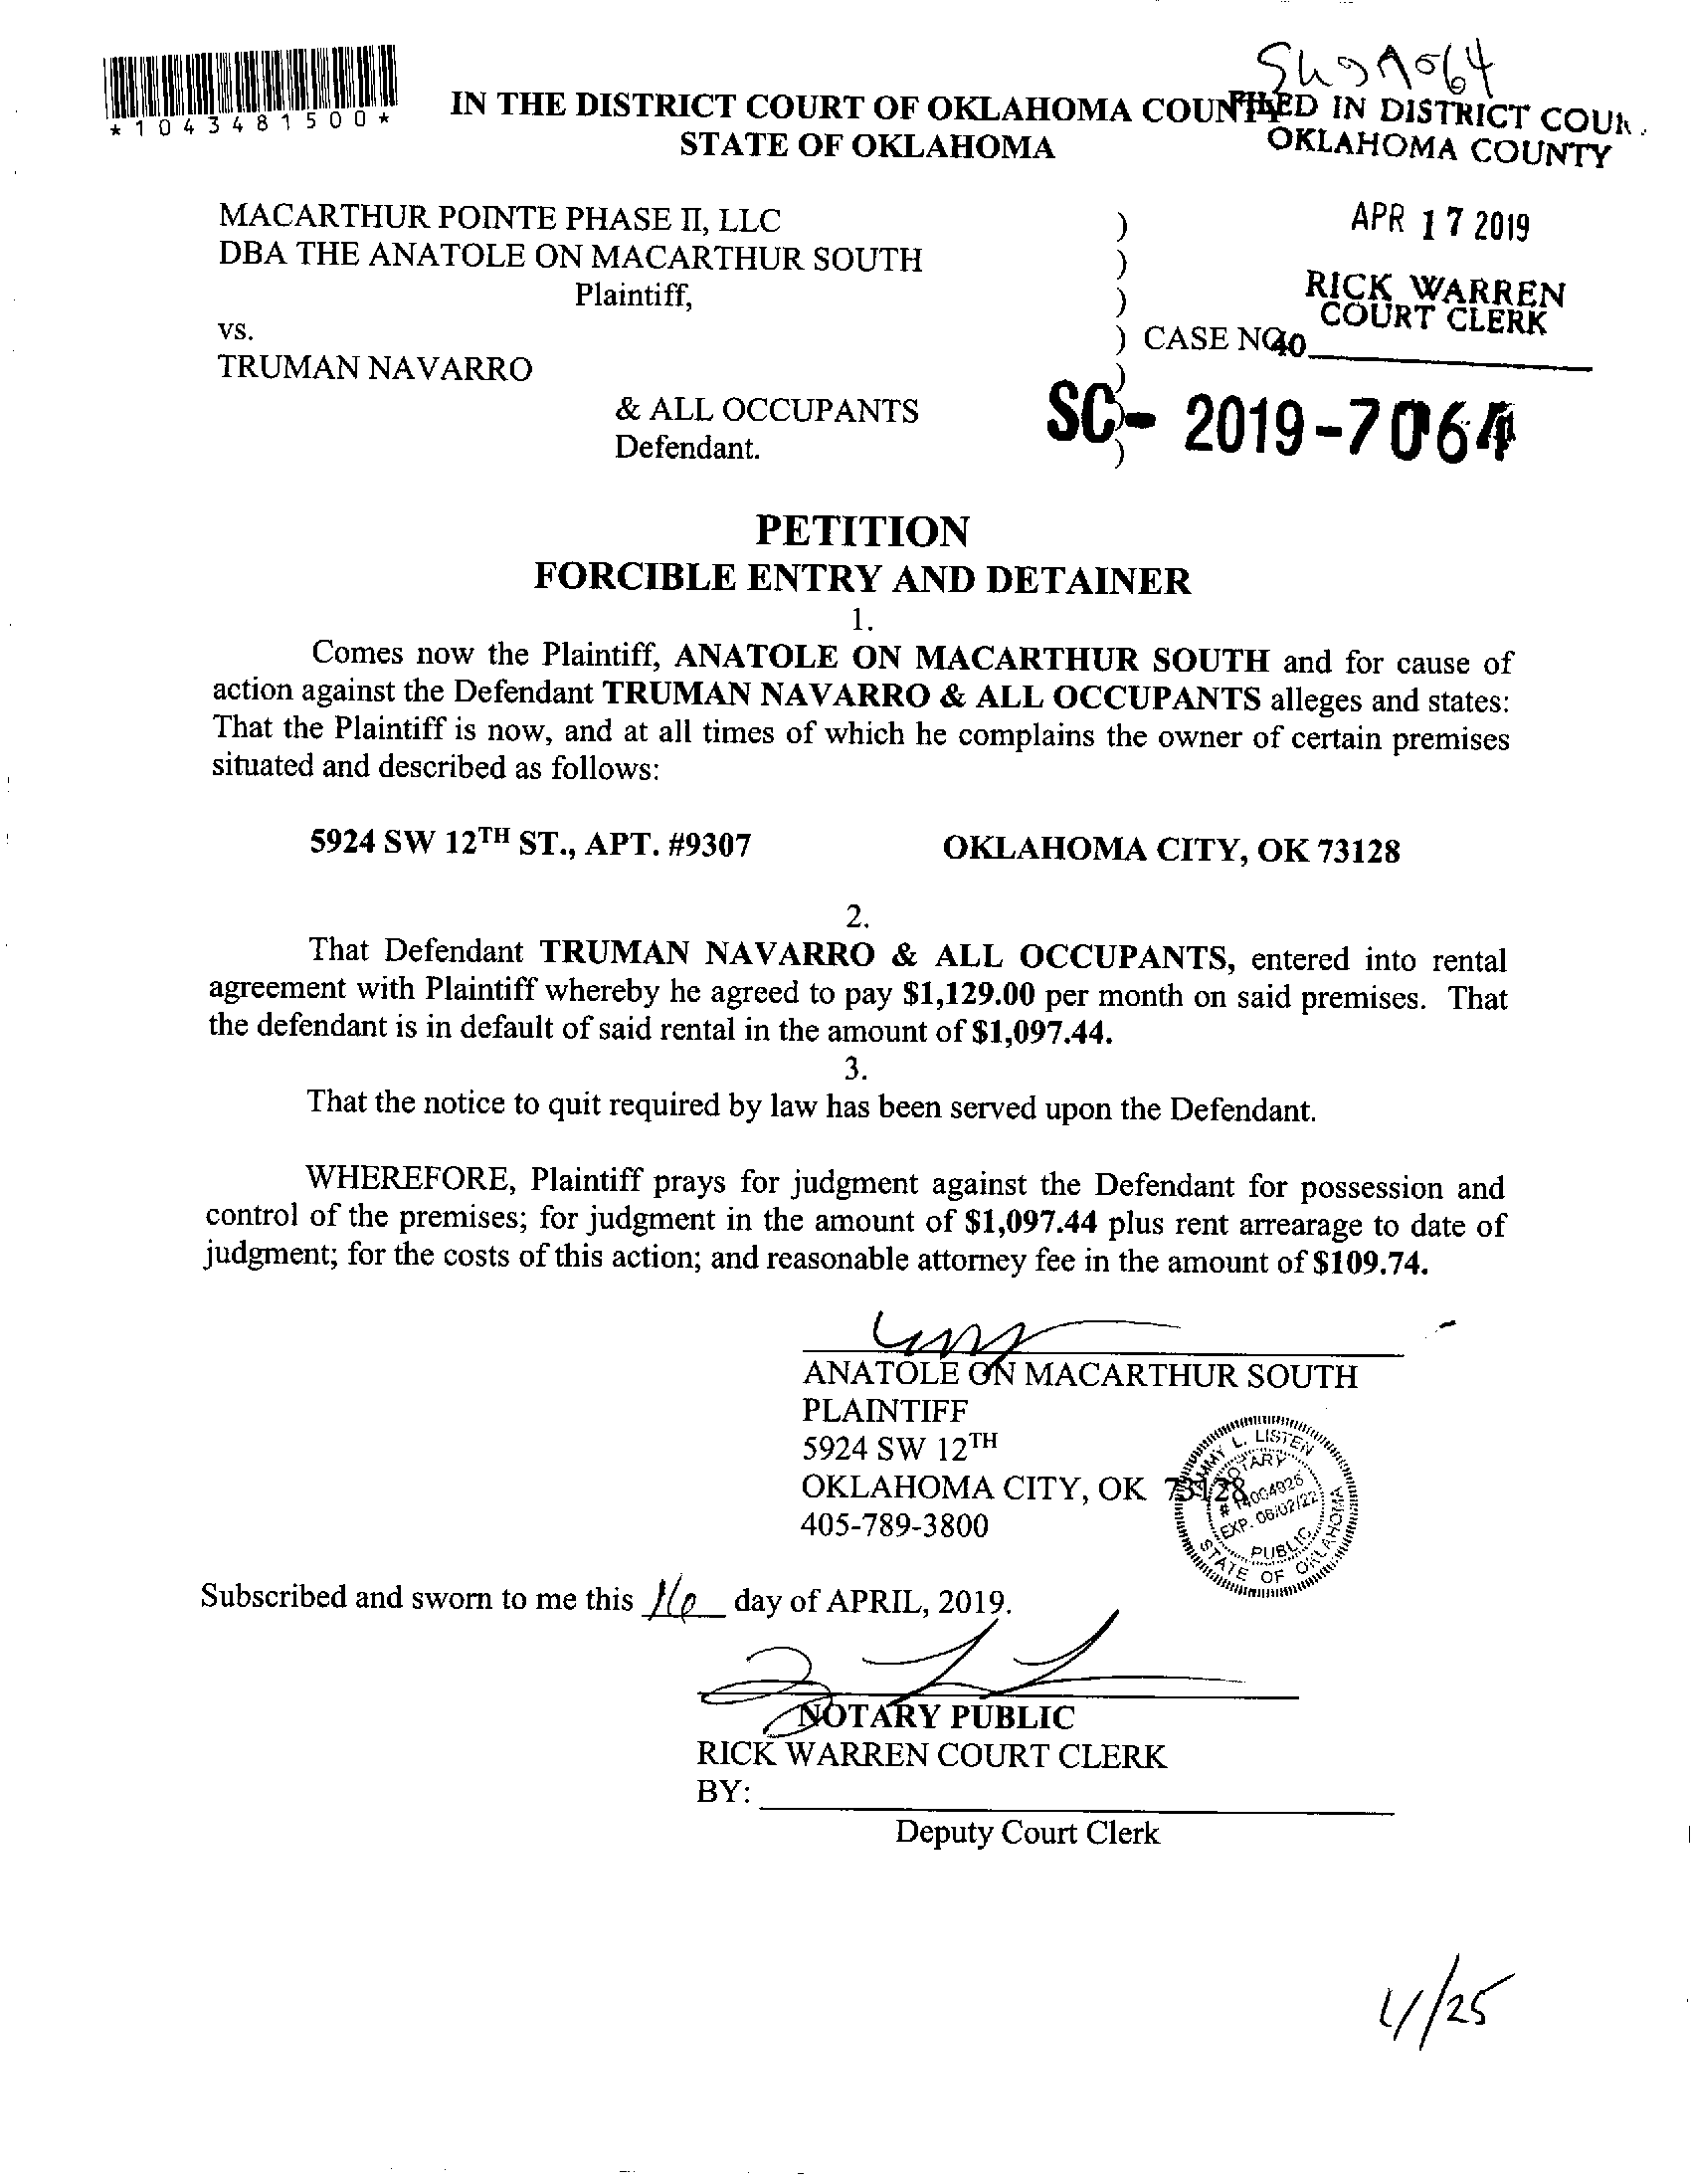 *1043481500*
IN THE DISTRICT COURT OF OKLAHOMA COUNTY
STATE OF OKLAHOMA
FILED IN DISTRICT COUR
OKLAHOMA COUNTY
APR 17 2019
RICK WARREN
COURT CLERK
40
MACARTHUR POINTE PHASE II, LLC )
DBA THE ANATOLE ON MACARTHUR SOUTH )
Plaintiff, )
vs. ) CASE NO.
TRUMAN NAVARRO )
& ALL OCCUPANTS
Defendant. )
SC- 2019-7064
PETITION
FORCIBLE ENTRY AND DETAINER
1.
Comes now the Plaintiff, ANATOLE ON MACARTHUR SOUTH and for cause of
action against the Defendant TRUMAN NAVARRO & ALL OCCUPANTS alleges and states:
That the Plaintiff is now, and at all times of which he complains the owner of certain premises
situated and described as follows:
5924 SW 12TH ST., APT. #9307 OKLAHOMA CITY, OK 73128
2.
That Defendant TRUMAN NAVARRO & ALL OCCUPANTS, entered into rental
agreement with Plaintiff whereby he agreed to pay $1,129.00 per month on said premises. That
the defendant is in default of said rental in the amount of $1,097.44.
3.
That the notice to quit required by law has been served upon the Defendant.
WHEREFORE, Plaintiff prays for judgment against the Defendant for possession and
control of the premises; for judgment in the amount of $1,097.44 plus rent arrearage to date of
judgment; for the costs of this action; and reasonable attorney fee in the amount of $109.74.
ANATOLE ON MACARTHUR SOUTH
PLAINTIFF
5924 SW 12TH
OKLAHOMA CITY, OK 73128
405-789-3800
TAMMY L. LISTEN
NOTARY
# 14004926
EXP. 06/02/22
PUBLIC
STATE OF OKLAHOMA
Subscribed and sworn to me this 16 day of APRIL, 2019.
NOTARY PUBLIC
RICK WARREN COURT CLERK
BY:
Deputy Court Clerk
4/25